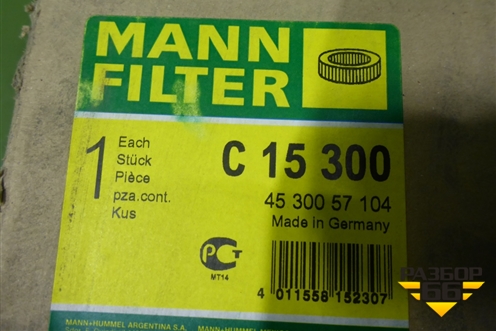 MANN
FILTER
1
Each
Stück
Pièce
pza.cont.
Kus
C 15 300
45 300 57 104
Made in Germany
РСТ
MT14
4 011558 152307
MANN+HUMMEL ARGENTINA S.A.
РАЗБОР
66